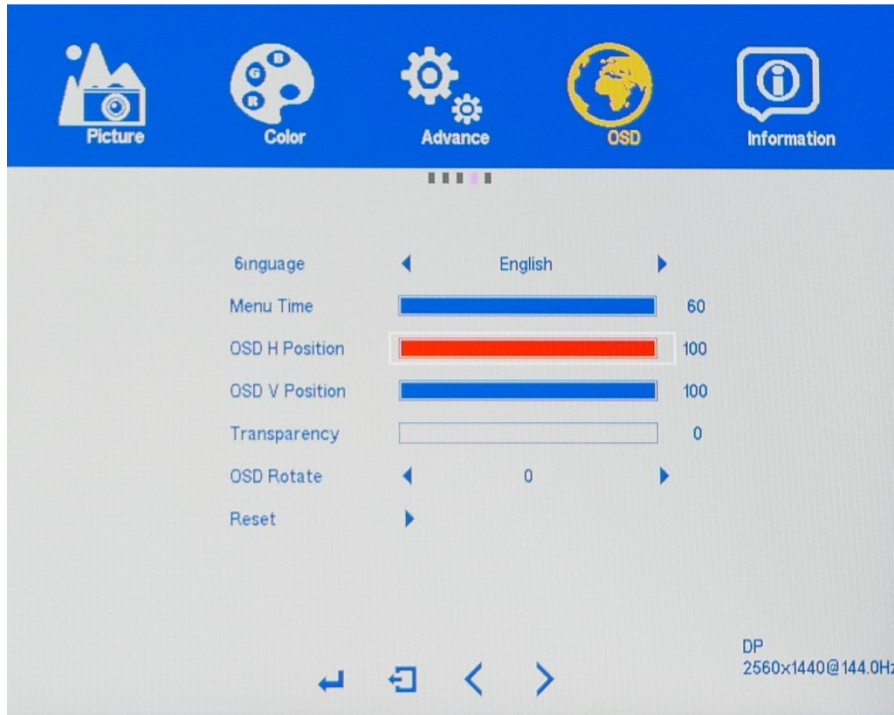 G B R
Picture Color Advance OSD Information
6inguage English
Menu Time 60
OSD H Position 100
OSD V Position 100
Transparency 0
OSD Rotate 0
Reset
DP
2560x1440@144.0Hz